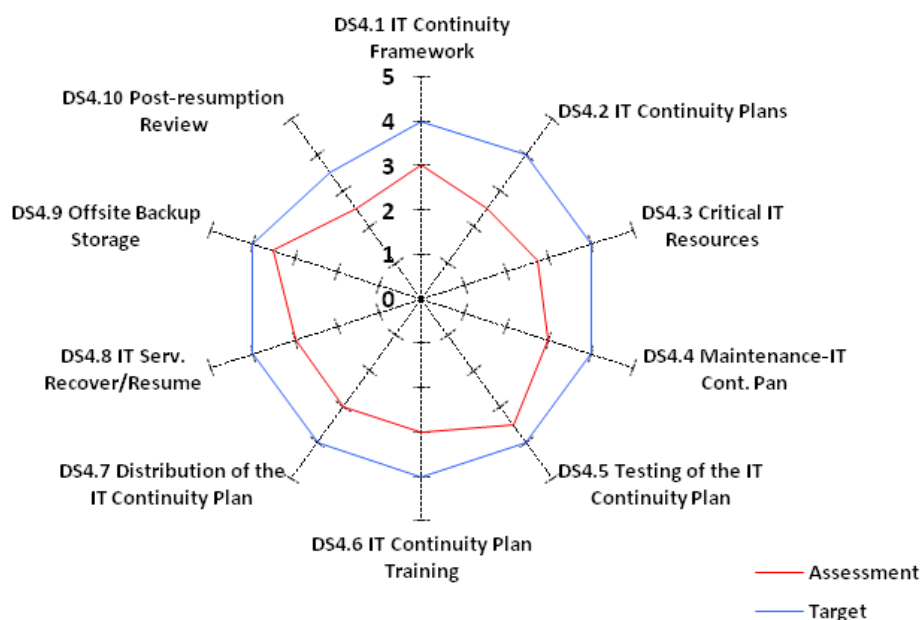 DS4.1 IT Continuity
Framework
5
4
3
2
1
0
DS4.2 IT Continuity Plans
DS4.3 Critical IT
Resources
DS4.4 Maintenance-IT
Cont. Pan
DS4.5 Testing of the IT
Continuity Plan
DS4.6 IT Continuity Plan
Training
DS4.7 Distribution of the
IT Continuity Plan
DS4.8 IT Serv.
Recover/Resume
DS4.9 Offsite Backup
Storage
DS4.10 Post-resumption
Review
Assessment
Target